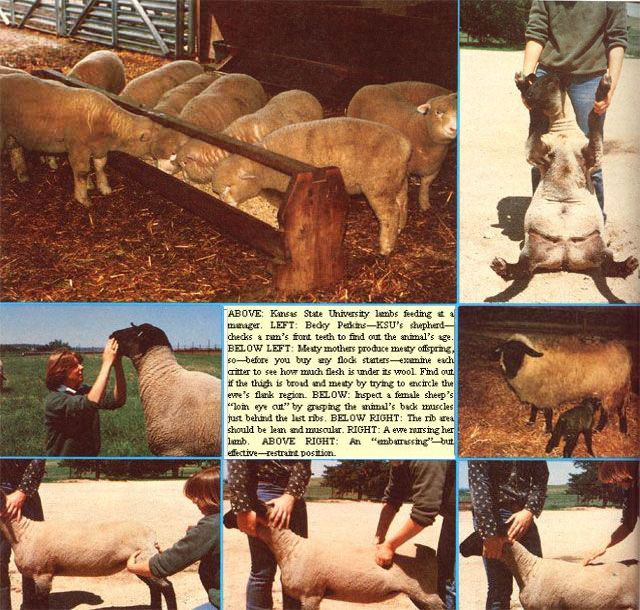 ABOVE: Kansas State University lambs feeding at a
manager. LEFT: Becky Perkins—KSU's shepherd—
checks a ram's front teeth to find out the animal's age.
BELOW LEFT: Meaty mothers produce meaty offspring,
so—before you buy any flock starters—examine each
critter to see how much flesh is under its wool. Find out
if the thigh is broad and meaty by trying to encircle the
ewe's flank region. BELOW: Inspect a female sheep's
"loin eye cut" by grasping the animal's back muscles
just behind the last ribs. BELOW RIGHT: The rib area
should be lean and muscular. RIGHT: A ewe nursing her
lamb. ABOVE RIGHT: An "embarrassing"—but
effective—restraint position.